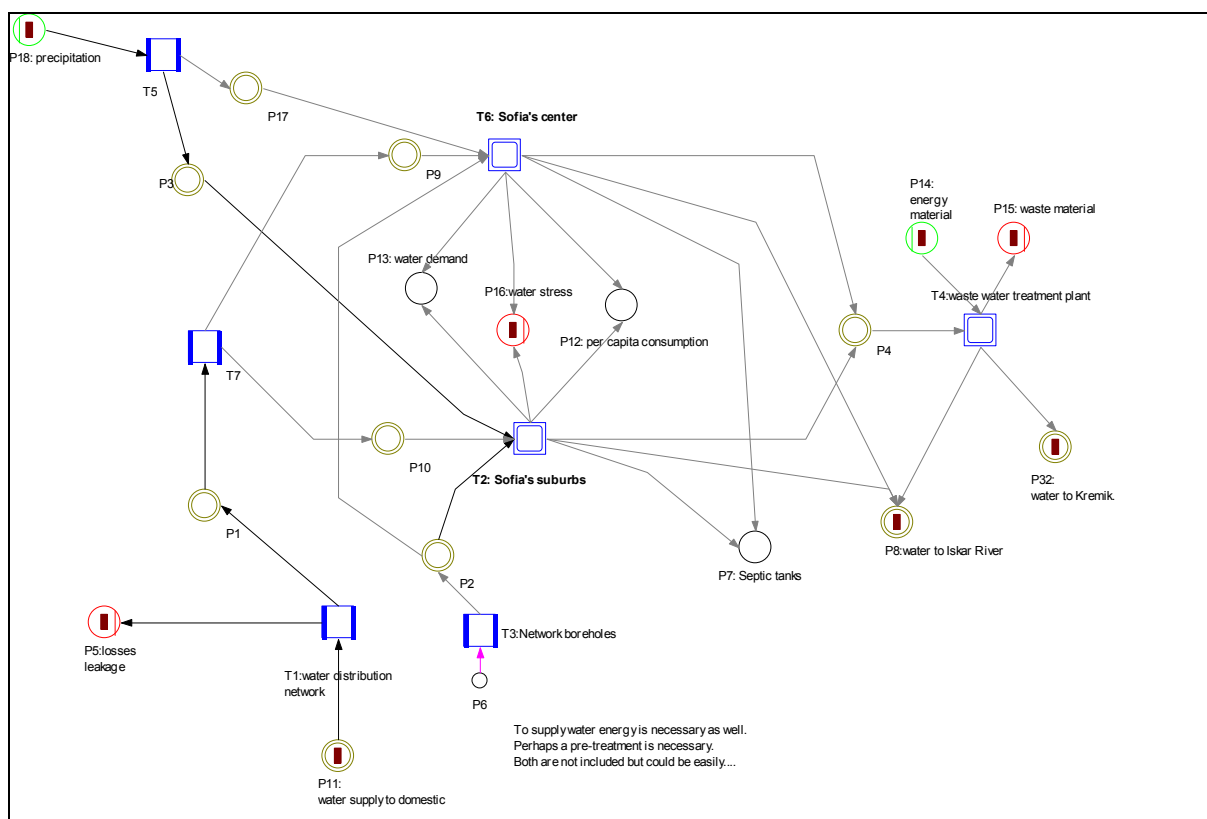 P18: precipitation
T5
P17
T6: Sofia's center
P3
P9
P14:
energy
material
P15: waste material
P13: water demand
P16:water stress
T4:waste water treatment plant
P12: per capita consumption
P4
T7
P10
T2: Sofia's suburbs
P32:
water to Kremik.
P1
P8:water to Iskar River
P7: Septic tanks
P2
T3:Network boreholes
P5:losses
leakage
T1:water distribution
network
P6
To supply water energy is necessary as well.
Perhaps a pre-treatment is necessary.
Both are not included but could be easily....
P11:
water supply to domestic